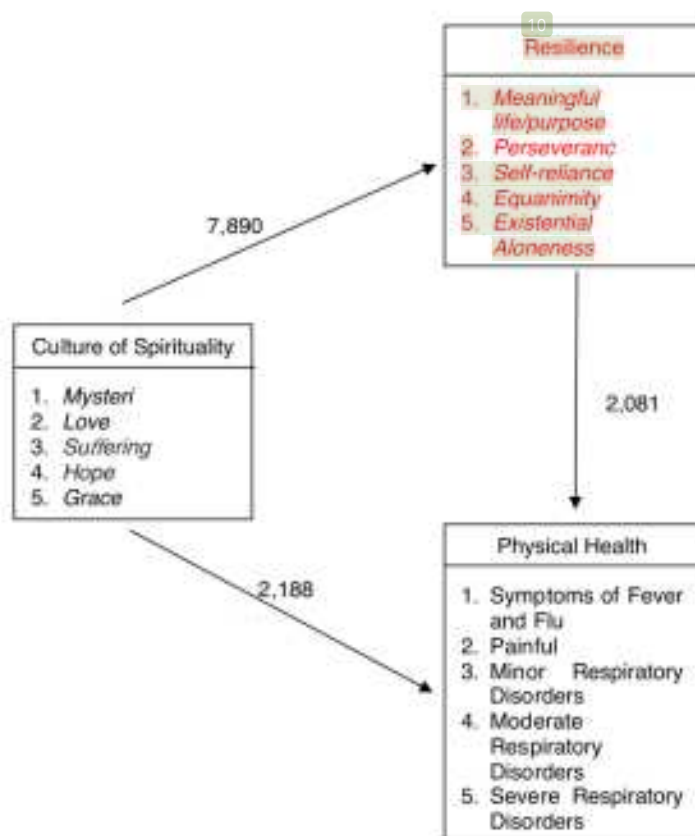 10
Resilience
1. Meaningful
life/purpose
2. Perseveranc
3. Self-reliance
4. Equanimity
5. Existential
Aloneness
7,890
Culture of Spirituality
1. Mysteri
2. Love
3. Suffering
4. Hope
5. Grace
2,081
2,188
Physical Health
1. Symptoms of Fever
and Flu
2. Painful
3. Minor Respiratory
Disorders
4. Moderate
Respiratory
Disorders
5. Severe Respiratory
Disorders